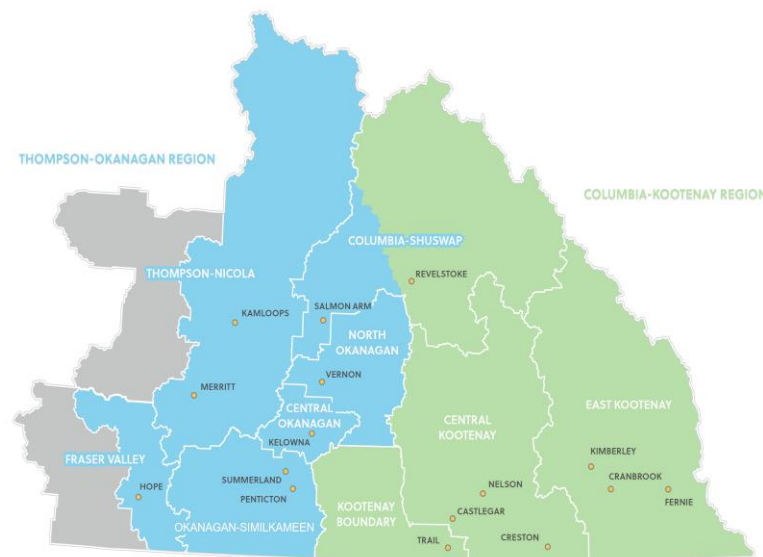 THOMPSON-OKANAGAN REGION
COLUMBIA-KOOTENAY REGION
COLUMBIA-SHUSWAP
THOMPSON-NICOLA
REVELSTOKE
SALMON ARM
KAMLOOPS
NORTH
OKANAGAN
VERNON
MERRITT
CENTRAL
OKANAGAN
EAST KOOTENAY
CENTRAL
KOOTENAY
KELOWNA
FRASER VALLEY
KIMBERLEY
SUMMERLAND
CRANBROOK
HOPE
PENTICTON
NELSON
FERNIE
KOOTENAY
BOUNDARY
CASTLEGAR
OKANAGAN-SIMILKAMEEN
TRAIL
CRESTON